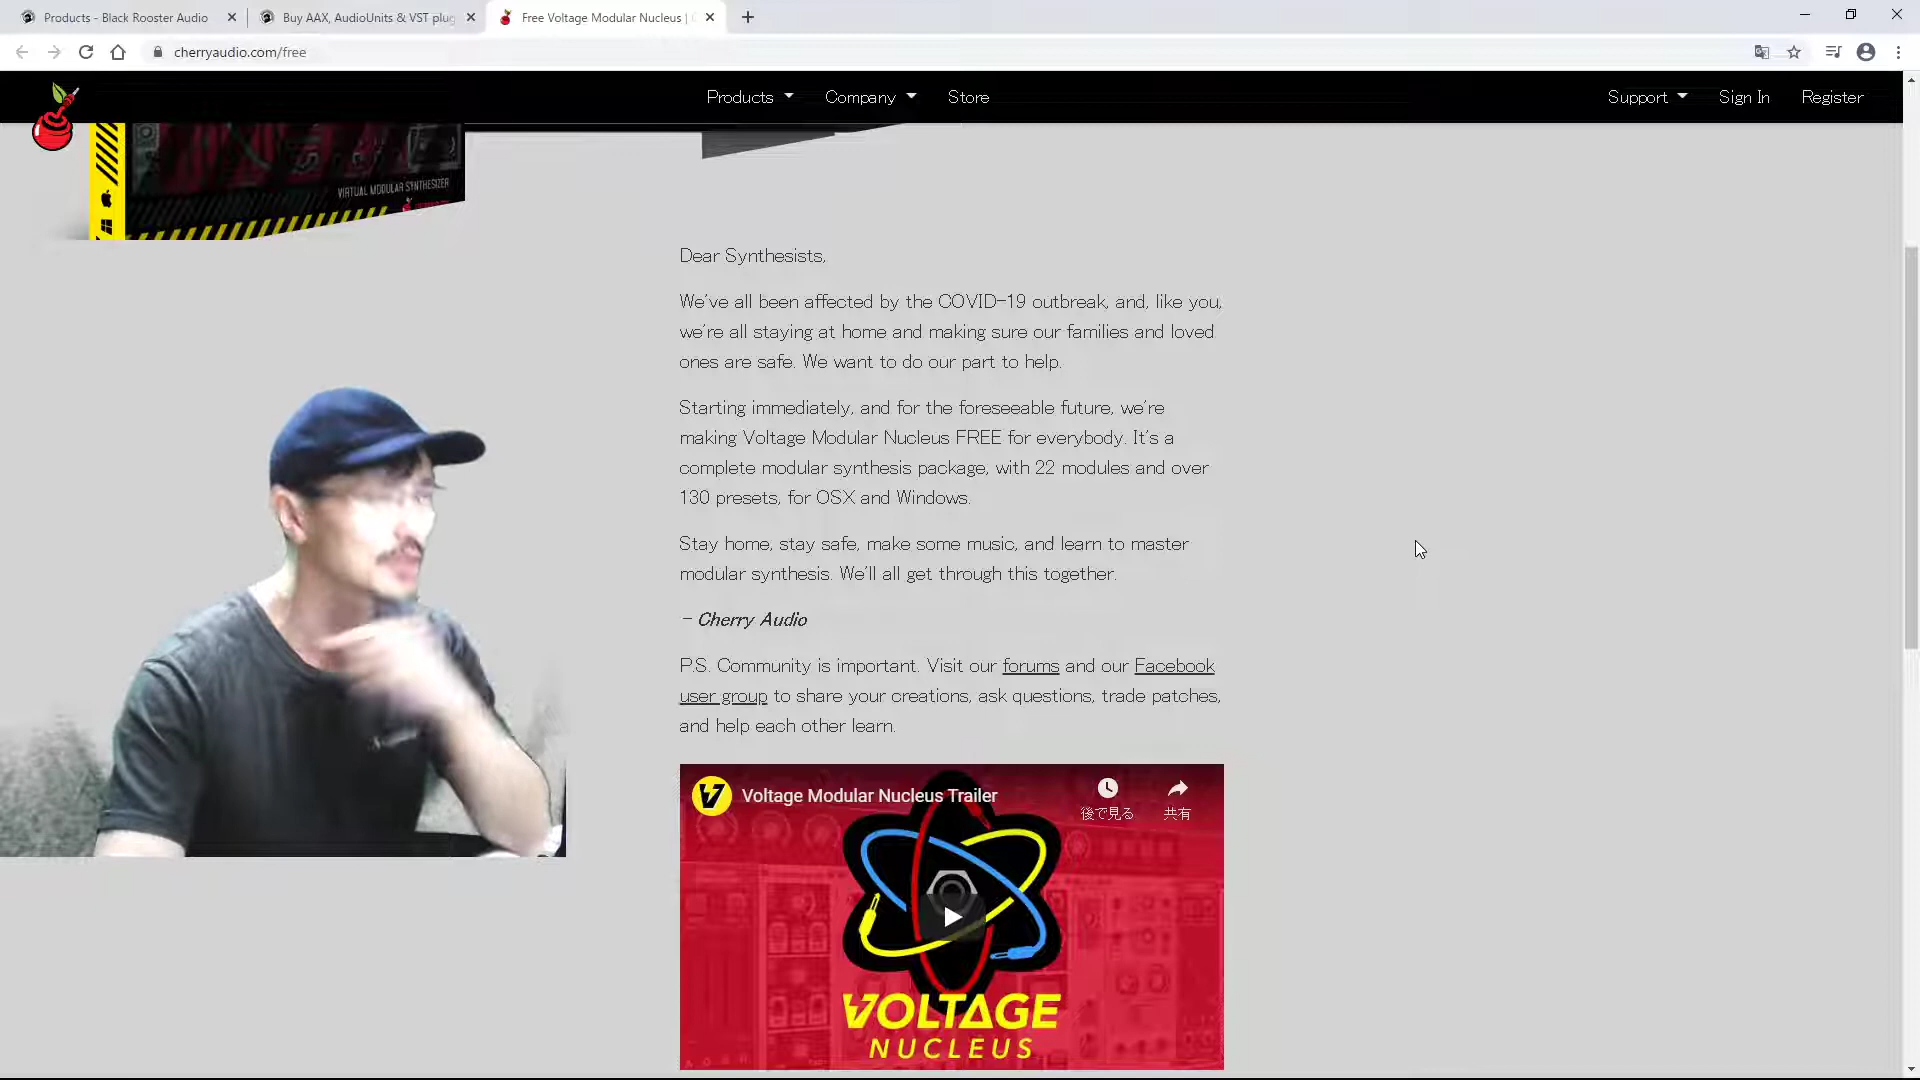 Products - Black Rooster Audio
Buy AAX, AudioUnits & VST plug
Free Voltage Modular Nucleus |
cherryaudio.com/free
Products
Company
Store
Support
Sign In
Register
VIRTUAL MODULAR SYNTHESIZER
Dear Synthesists,
We've all been affected by the COVID-19 outbreak, and, like you,
we're all staying at home and making sure our families and loved
ones are safe. We want to do our part to help.
Starting immediately, and for the foreseeable future, we're
making Voltage Modular Nucleus FREE for everybody. It's a
complete modular synthesis package, with 22 modules and over
130 presets, for OSX and Windows.
Stay home, stay safe, make some music, and learn to master
modular synthesis. We'll all get through this together.
- Cherry Audio
P.S. Community is important. Visit our forums and our Facebook
user group to share your creations, ask questions, trade patches,
and help each other learn.
Voltage Modular Nucleus Trailer
後で見る
共有
VOLTAGE
NUCLEUS